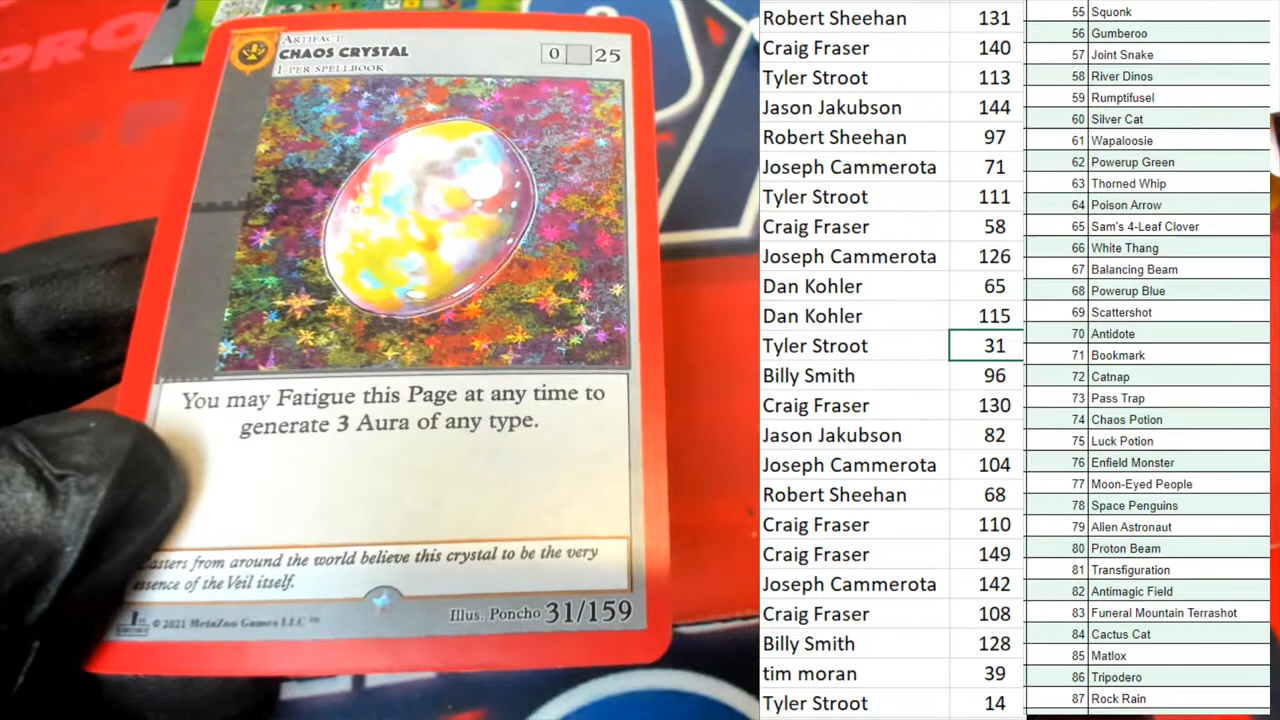 ARTIFACT
CHAOS CRYSTAL
1 PER SPELLBOOK
0 25
You may Fatigue this Page at any time to
generate 3 Aura of any type.
Casters from around the world believe this crystal to be the very
essence of the Veil itself.
© 2021 MetaZoo Games LLC ™
Illus. Poncho 31/159
Robert Sheehan 131
Craig Fraser 140
Tyler Stroot 113
Jason Jakubson 144
Robert Sheehan 97
Joseph Cammerota 71
Tyler Stroot 111
Craig Fraser 58
Joseph Cammerota 126
Dan Kohler 65
Dan Kohler 115
Tyler Stroot 31
Billy Smith 96
Craig Fraser 130
Jason Jakubson 82
Joseph Cammerota 104
Robert Sheehan 68
Craig Fraser 110
Craig Fraser 149
Joseph Cammerota 142
Craig Fraser 108
Billy Smith 128
tim moran 39
Tyler Stroot 14
55 Squonk
56 Gumberoo
57 Joint Snake
58 River Dinos
59 Rumptifusel
60 Silver Cat
61 Wapaloosie
62 Powerup Green
63 Thorned Whip
64 Poison Arrow
65 Sam's 4-Leaf Clover
66 White Thang
67 Balancing Beam
68 Powerup Blue
69 Scattershot
70 Antidote
71 Bookmark
72 Catnap
73 Pass Trap
74 Chaos Potion
75 Luck Potion
76 Enfield Monster
77 Moon-Eyed People
78 Space Penguins
79 Alien Astronaut
80 Proton Beam
81 Transfiguration
82 Antimagic Field
83 Funeral Mountain Terrashot
84 Cactus Cat
85 Matlox
86 Tripodero
87 Rock Rain